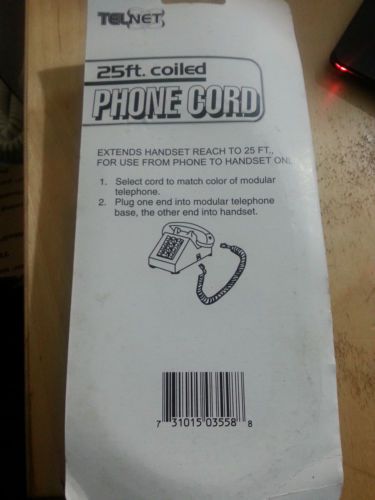 TELNET
25ft. coiled
PHONE CORD
EXTENDS HANDSET REACH TO 25 FT.,
FOR USE FROM PHONE TO HANDSET
1. Select cord to match color of modular
telephone.
2. Plug one end into modular telephone
base, the other end into handset.
7 31015 03558 8